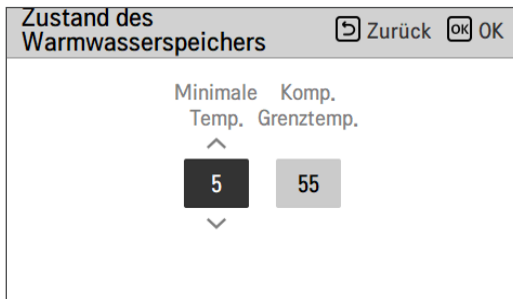 Zustand des
Warmwasserspeichers
Zurück OK OK
Minimale Komp.
Temp. Grenztemp.
5 55